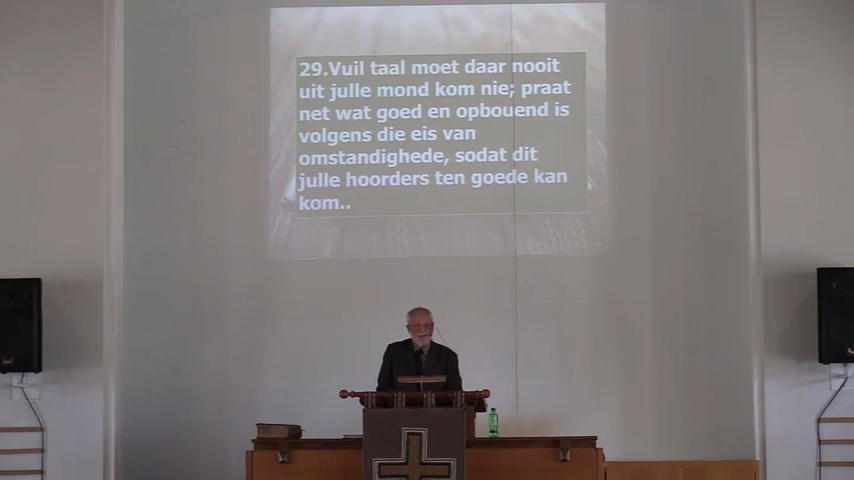 29.Vuil taal moet daar nooit
uit julle mond kom nie; praat
net wat goed en opbouend is
volgens die eis van
omstandighede, sodat dit
julle hoorders ten goede kan
kom..